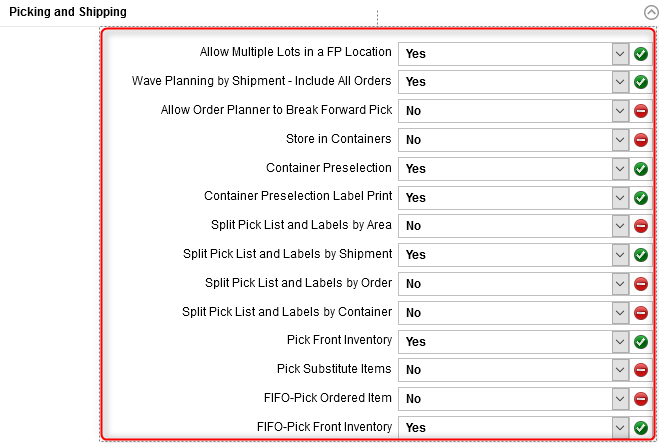 Picking and Shipping
Allow Multiple Lots in a FP Location Yes
Wave Planning by Shipment - Include All Orders Yes
Allow Order Planner to Break Forward Pick No
Store in Containers No
Container Preselection Yes
Container Preselection Label Print Yes
Split Pick List and Labels by Area No
Split Pick List and Labels by Shipment Yes
Split Pick List and Labels by Order No
Split Pick List and Labels by Container No
Pick Front Inventory Yes
Pick Substitute Items No
FIFO-Pick Ordered Item No
FIFO-Pick Front Inventory Yes